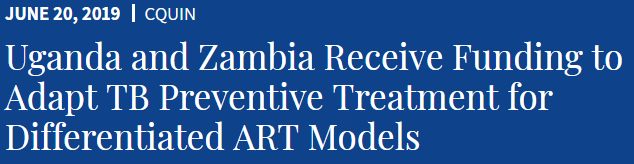 JUNE 20, 2019 | CQUIN
Uganda and Zambia Receive Funding to
Adapt TB Preventive Treatment for
Differentiated ART Models